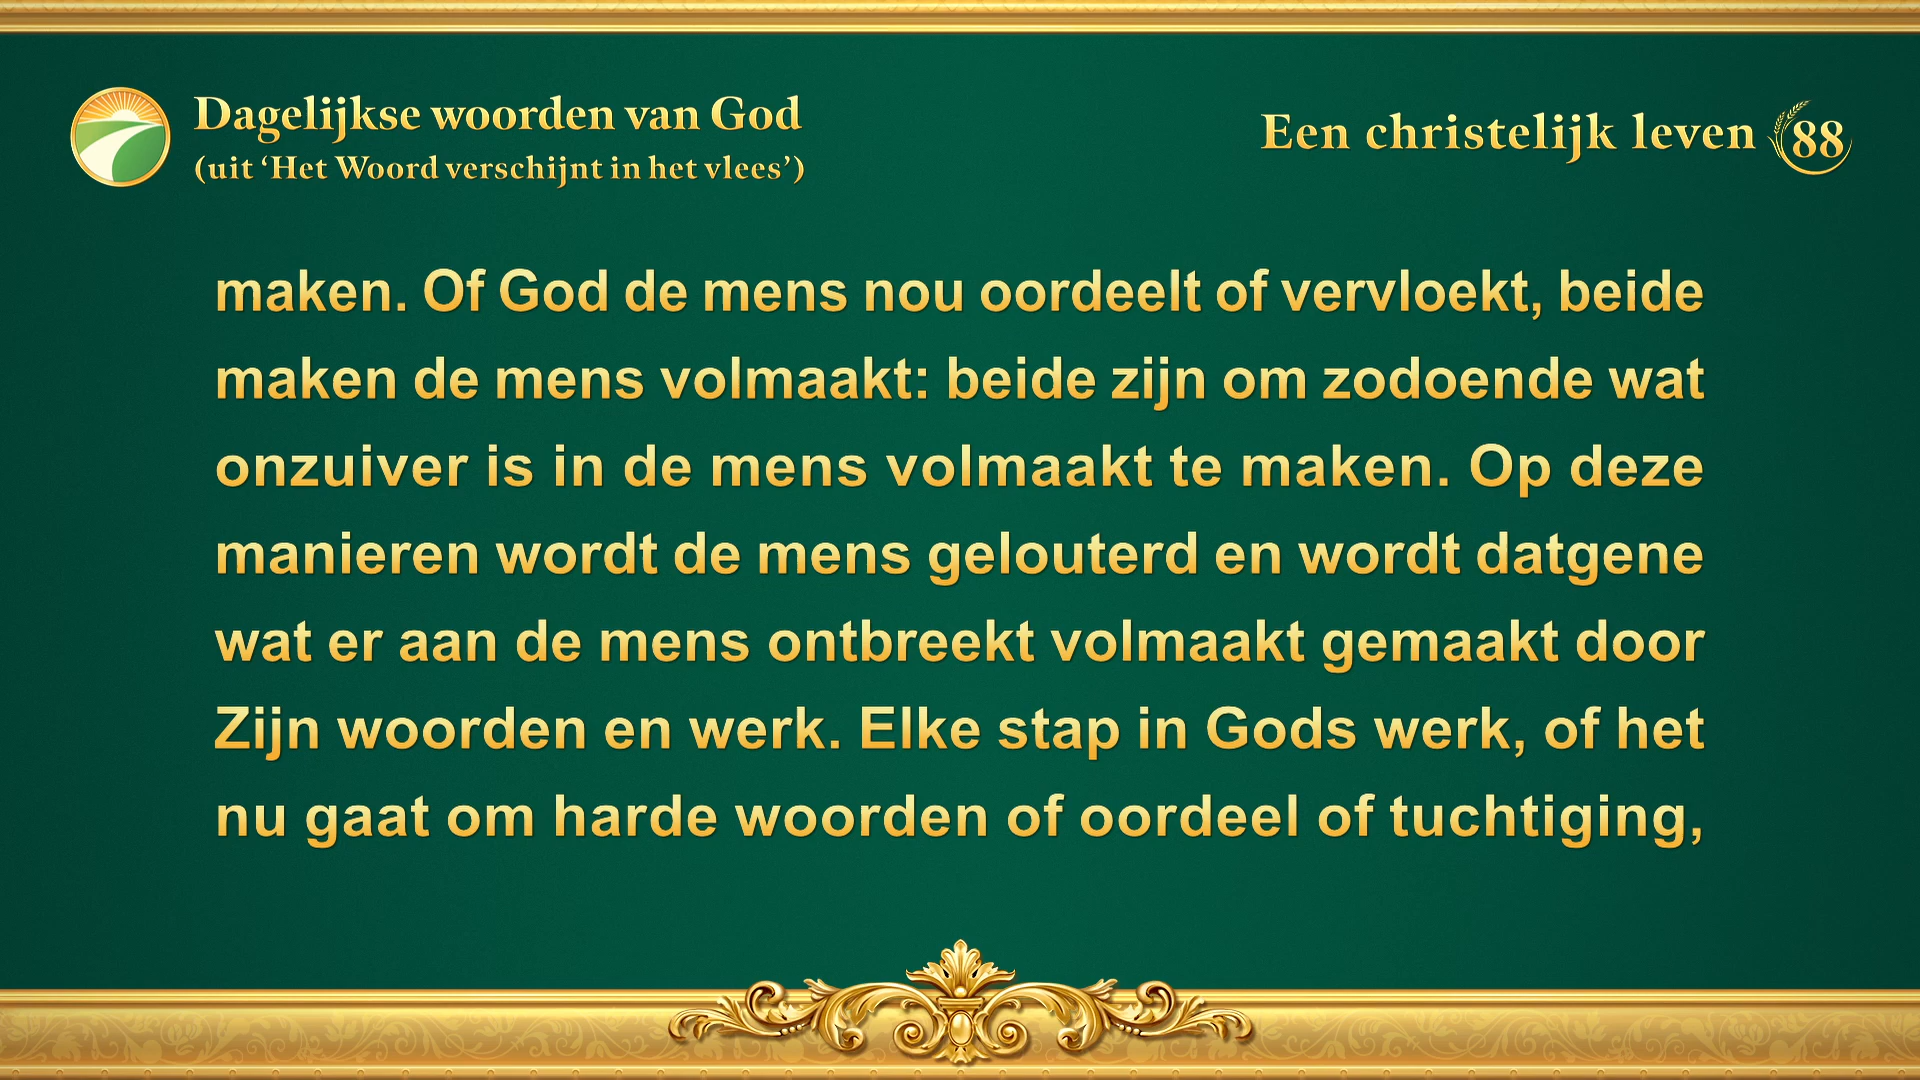 Dagelijkse woorden van God
(uit ‘Het Woord verschijnt in het vlees’)
Een christelijk leven 88
maken. Of God de mens nou oordeelt of vervloekt, beide
maken de mens volmaakt: beide zijn om zodoende wat
onzuiver is in de mens volmaakt te maken. Op deze
manieren wordt de mens gelouterd en wordt datgene
wat er aan de mens ontbreekt volmaakt gemaakt door
Zijn woorden en werk. Elke stap in Gods werk, of het
nu gaat om harde woorden of oordeel of tuchtiging,